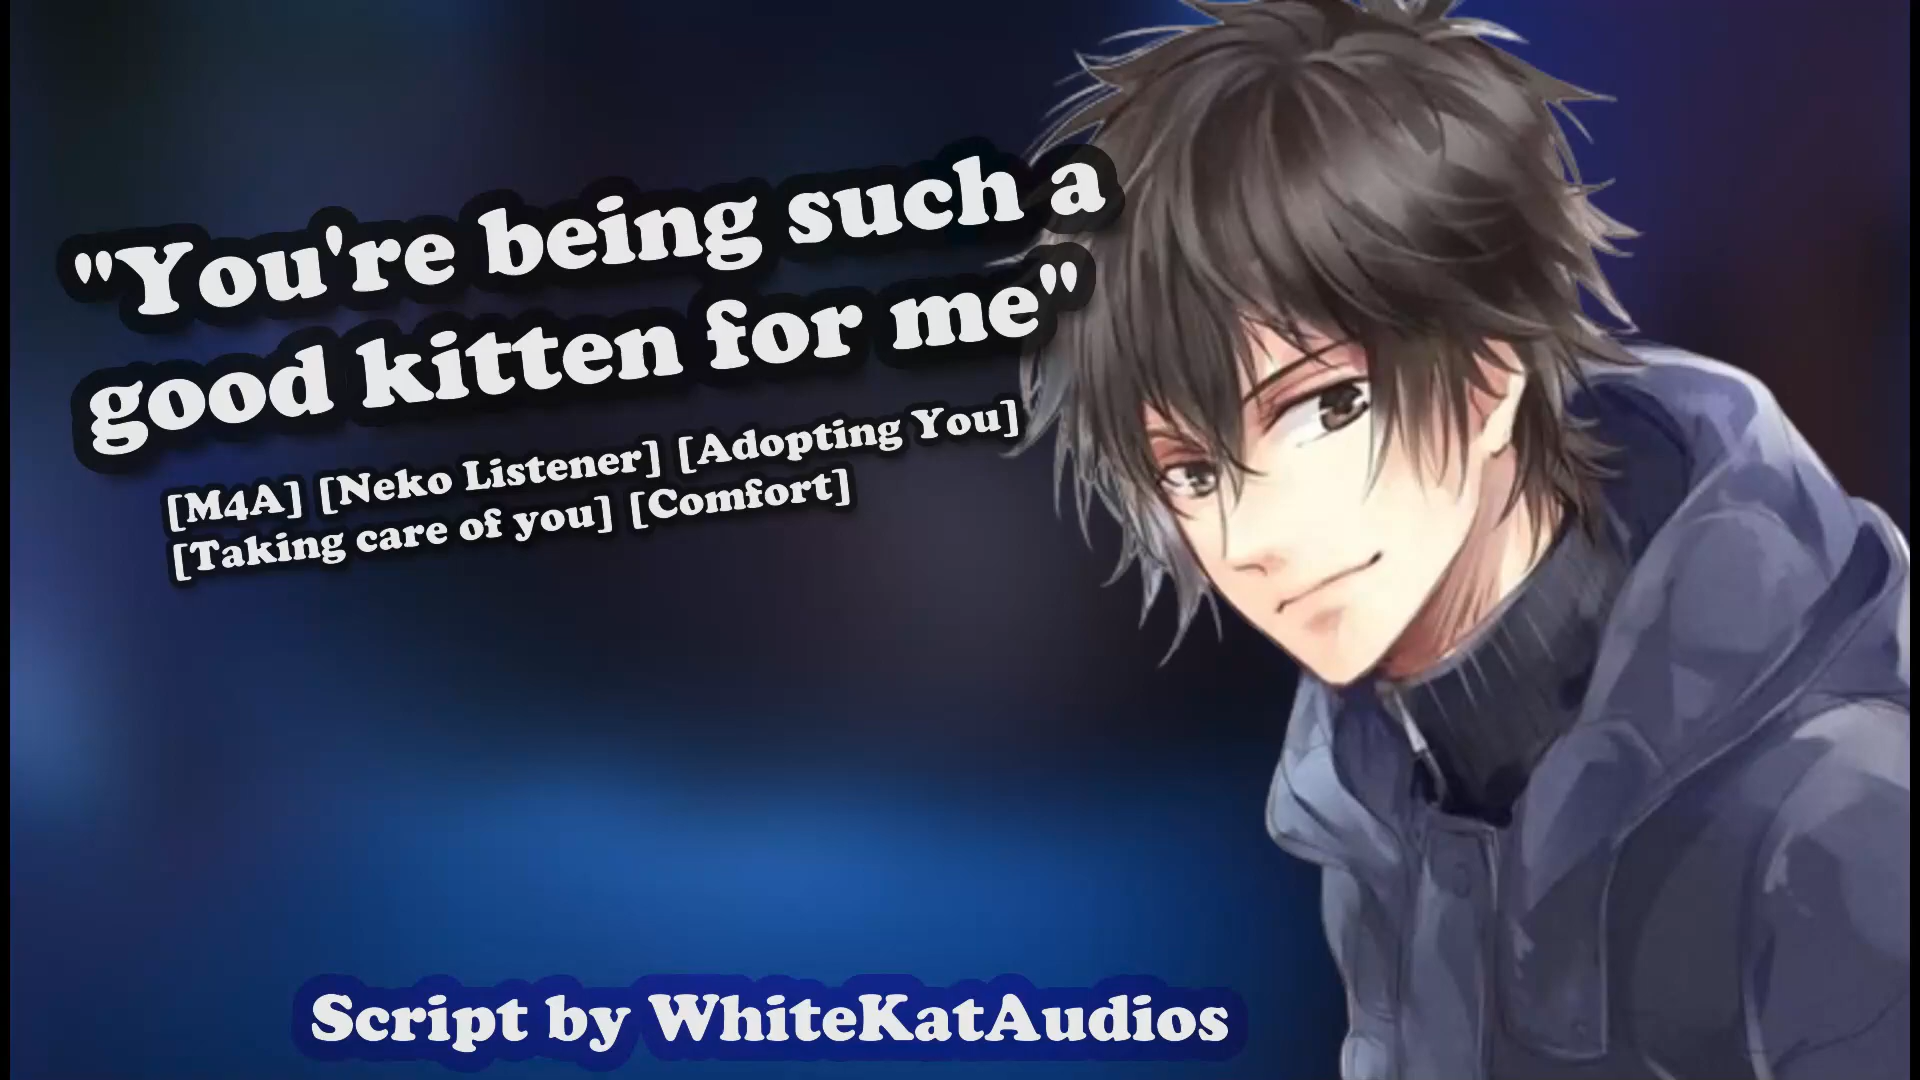 "You're being such a
good kitten for me"
[M4A] [Neko Listener] [Adopting You]
[Taking care of you] [Comfort]
Script by WhiteKatAudios